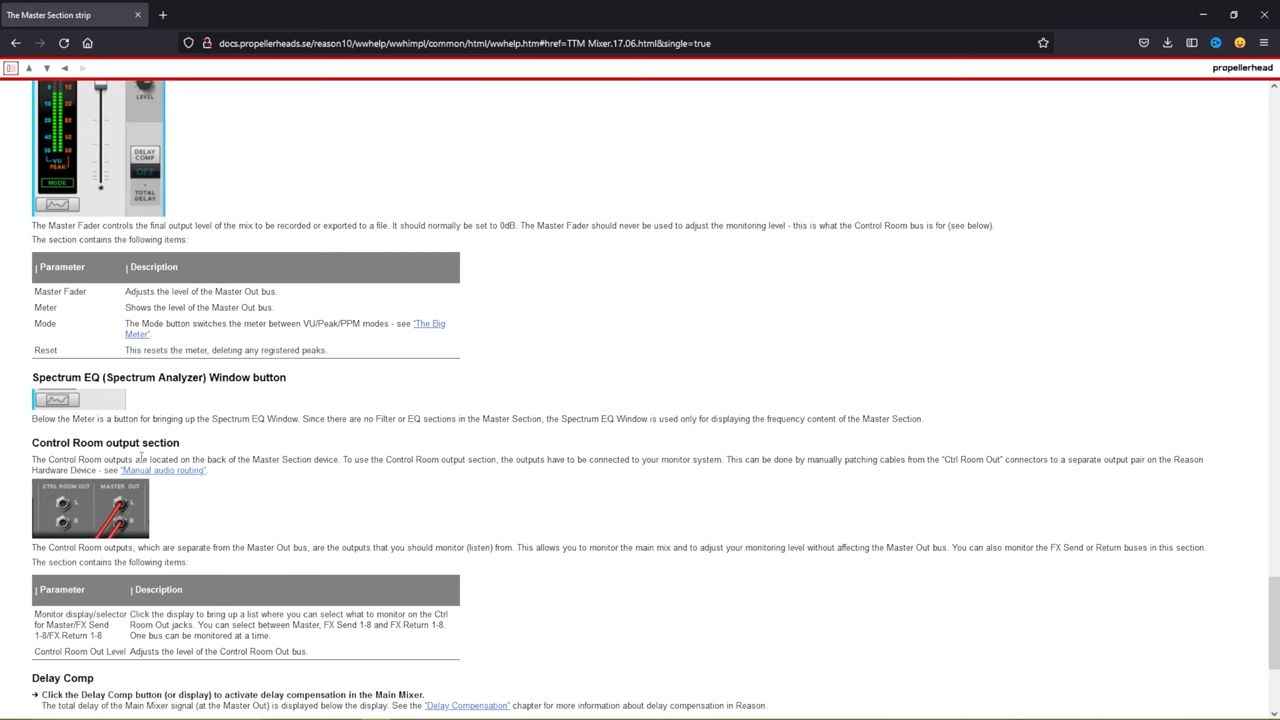 The Master Section strip
docs.propellerheads.se/reason10/wwhelp/wwhimpl/common/html/wwhelp.htm#href=TTM Mixer.17.06.html&single=true
propellerhead
LEVEL
DELAY
COMP
OFF
TOTAL
DELAY
VU
PEAK
MODE
The Master Fader controls the final output level of the mix to be recorded or exported to a file. It should normally be set to 0dB. The Master Fader should never be used to adjust the monitoring level - this is what the Control Room bus is for (see below).
The section contains the following items:
Parameter Description
Master Fader Adjusts the level of the Master Out bus.
Meter Shows the level of the Master Out bus.
Mode The Mode button switches the meter between VU/Peak/PPM modes - see “The Big
Meter”.
Reset This resets the meter, deleting any registered peaks.
Spectrum EQ (Spectrum Analyzer) Window button
Below the Meter is a button for bringing up the Spectrum EQ Window. Since there are no Filter or EQ sections in the Master Section, the Spectrum EQ Window is used only for displaying the frequency content of the Master Section.
Control Room output section
The Control Room outputs are located on the back of the Master Section device. To use the Control Room output section, the outputs have to be connected to your monitor system. This can be done by manually patching cables from the “Ctrl Room Out” connectors to a separate output pair on the Reason
Hardware Device - see “Manual audio routing”.
CTRL ROOM OUT MASTER OUT
L L
R R
The Control Room outputs, which are separate from the Master Out bus, are the outputs that you should monitor (listen) from. This allows you to monitor the main mix and to adjust your monitoring level without affecting the Master Out bus. You can also monitor the FX Send or Return buses in this section.
The section contains the following items:
Parameter Description
Monitor display/selector Click the display to bring up a list where you can select what to monitor on the Ctrl
for Master/FX Send Room Out jacks. You can select between Master, FX Send 1-8 and FX Return 1-8.
1-8/FX Return 1-8 One bus can be monitored at a time.
Control Room Out Level Adjusts the level of the Control Room Out bus.
Delay Comp
➔ Click the Delay Comp button (or display) to activate delay compensation in the Main Mixer.
The total delay of the Main Mixer signal (at the Master Out) is displayed below the display. See the “Delay Compensation” chapter for more information about delay compensation in Reason.